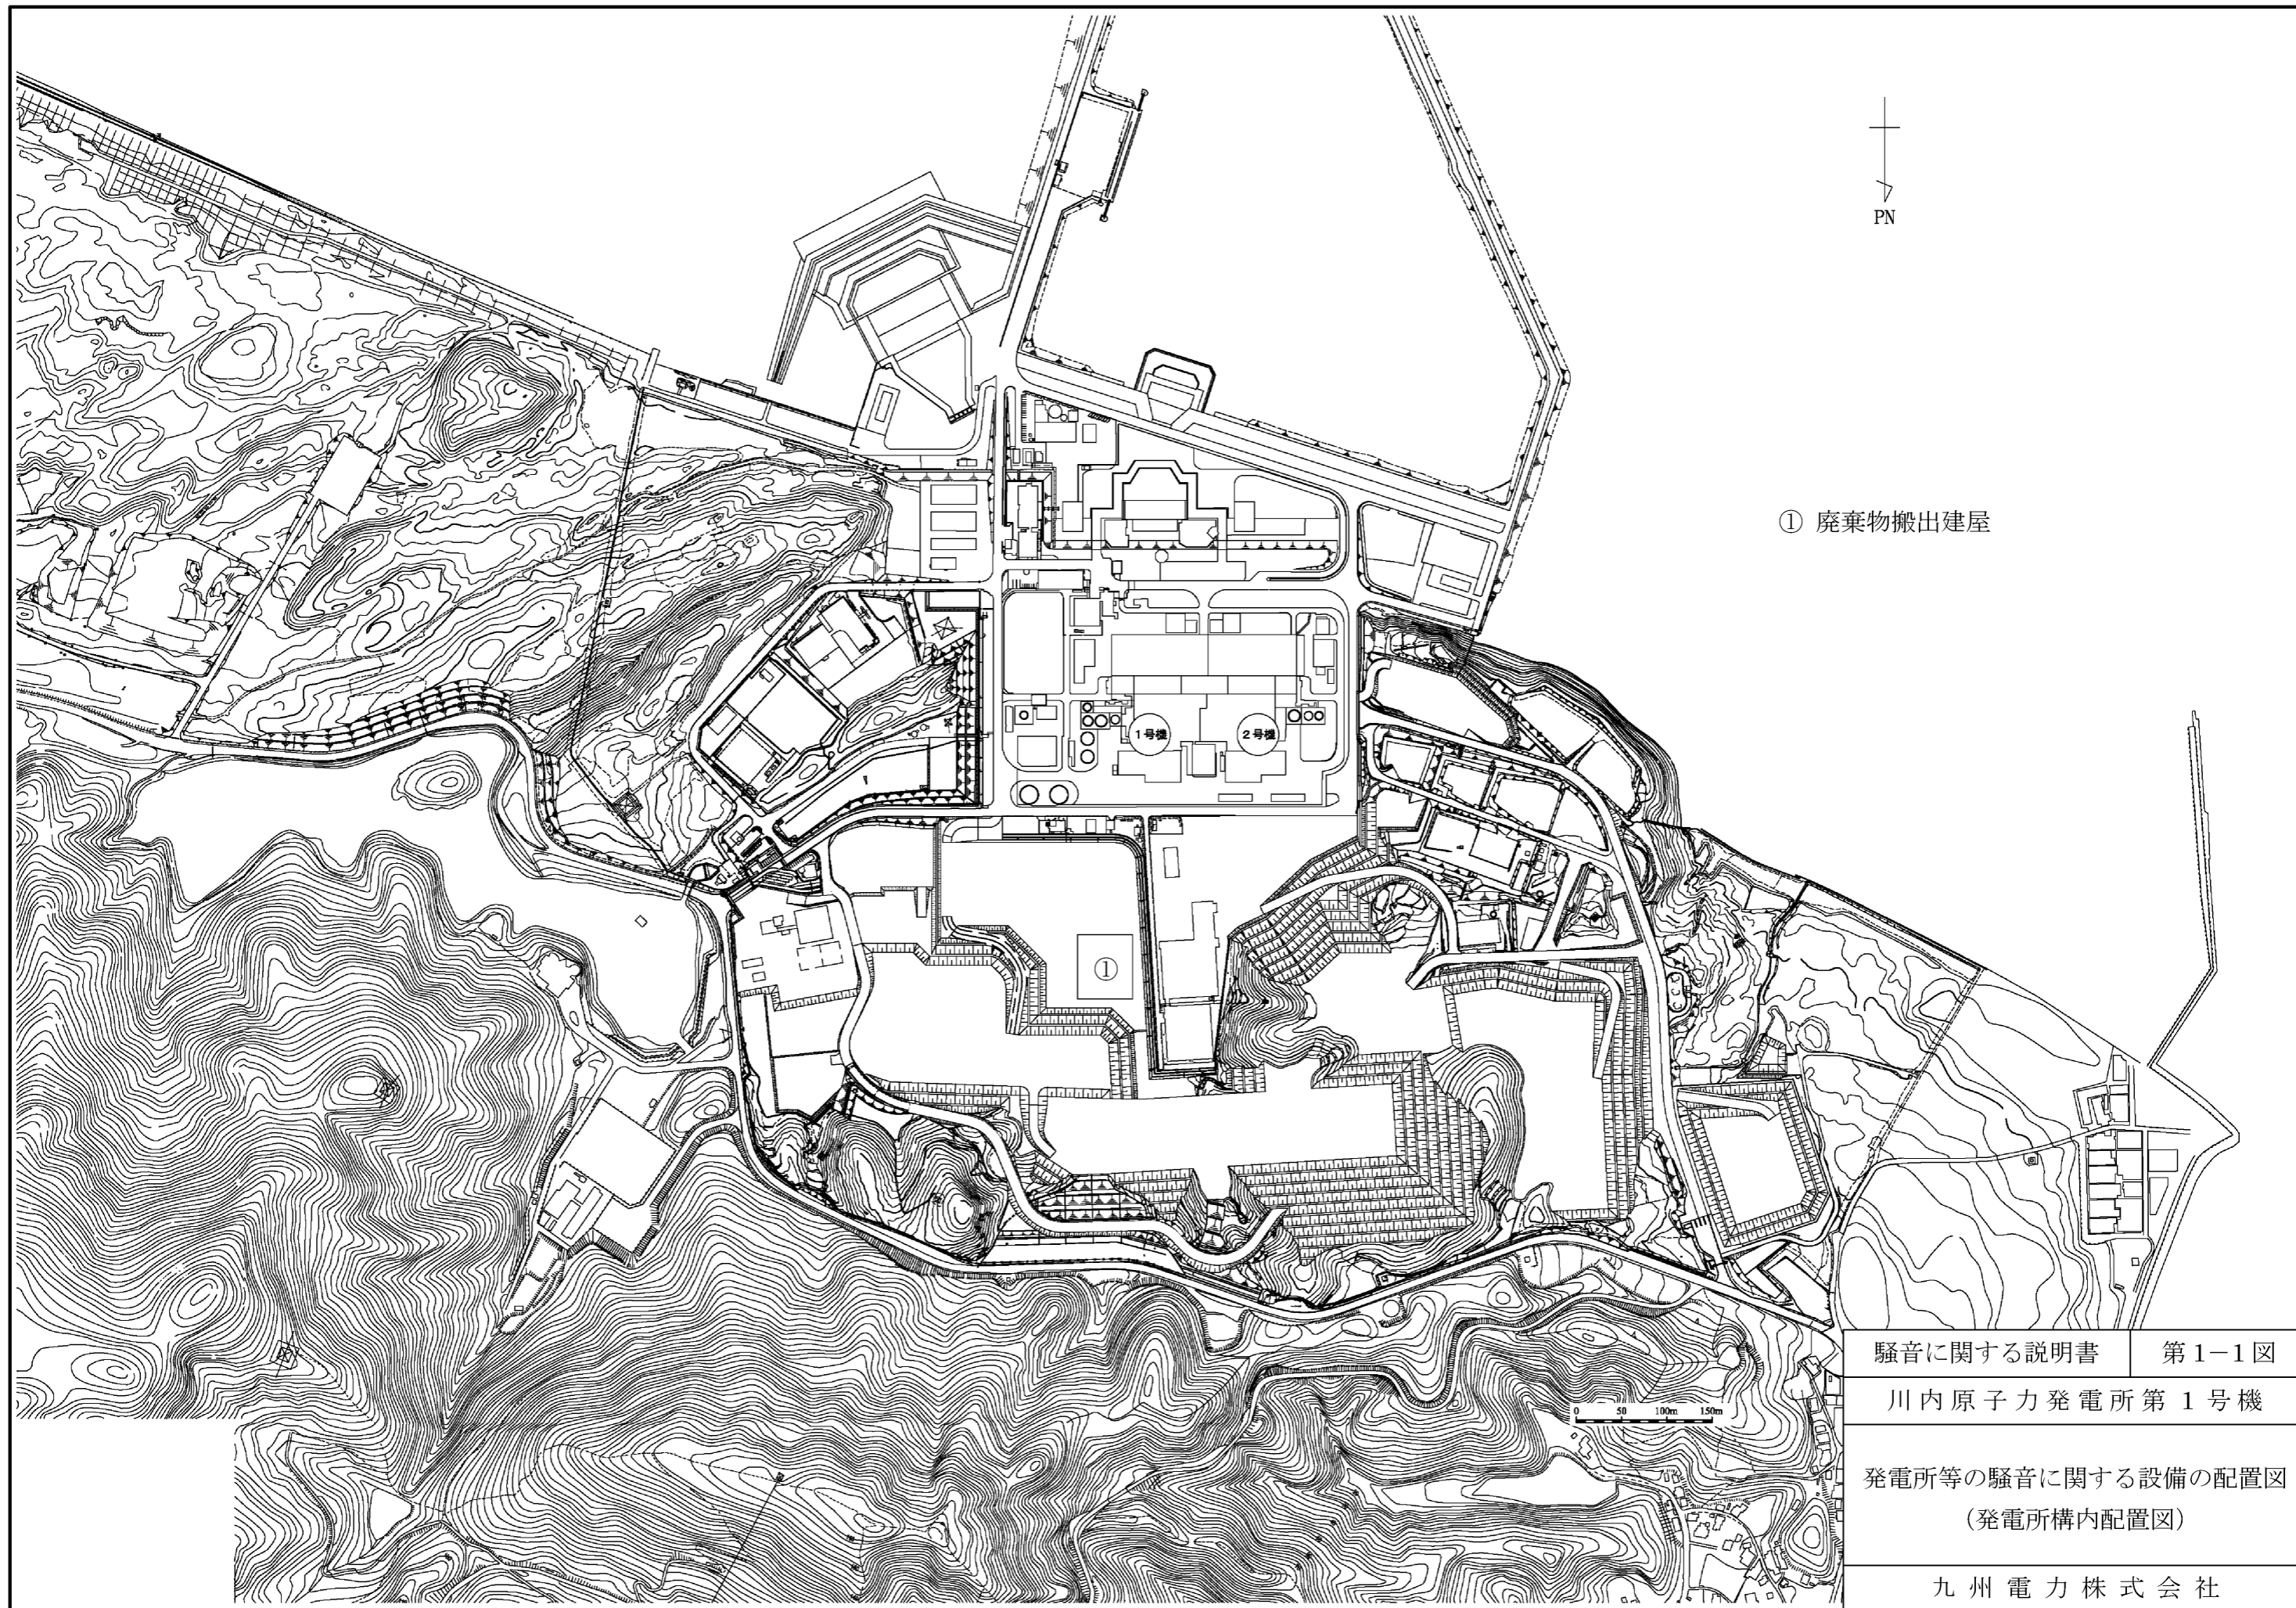 PN
① 廃棄物搬出建屋
1号機
2号機
①
0 50 100m 150m
騒音に関する説明書
第1-1図
川内原子力発電所第1号機
発電所等の騒音に関する設備の配置図
(発電所構内配置図)
九州電力株式会社